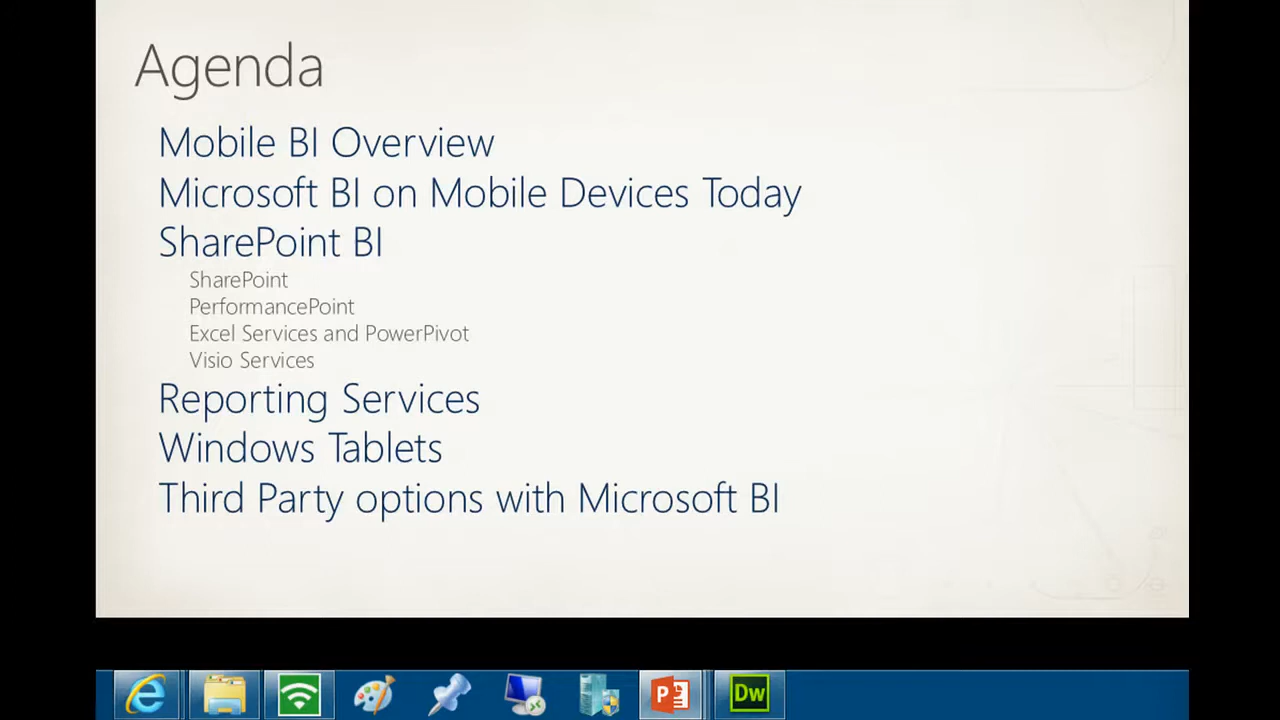 Agenda
Mobile BI Overview
Microsoft BI on Mobile Devices Today
SharePoint BI
SharePoint
PerformancePoint
Excel Services and PowerPivot
Visio Services
Reporting Services
Windows Tablets
Third Party options with Microsoft BI
P
Dw